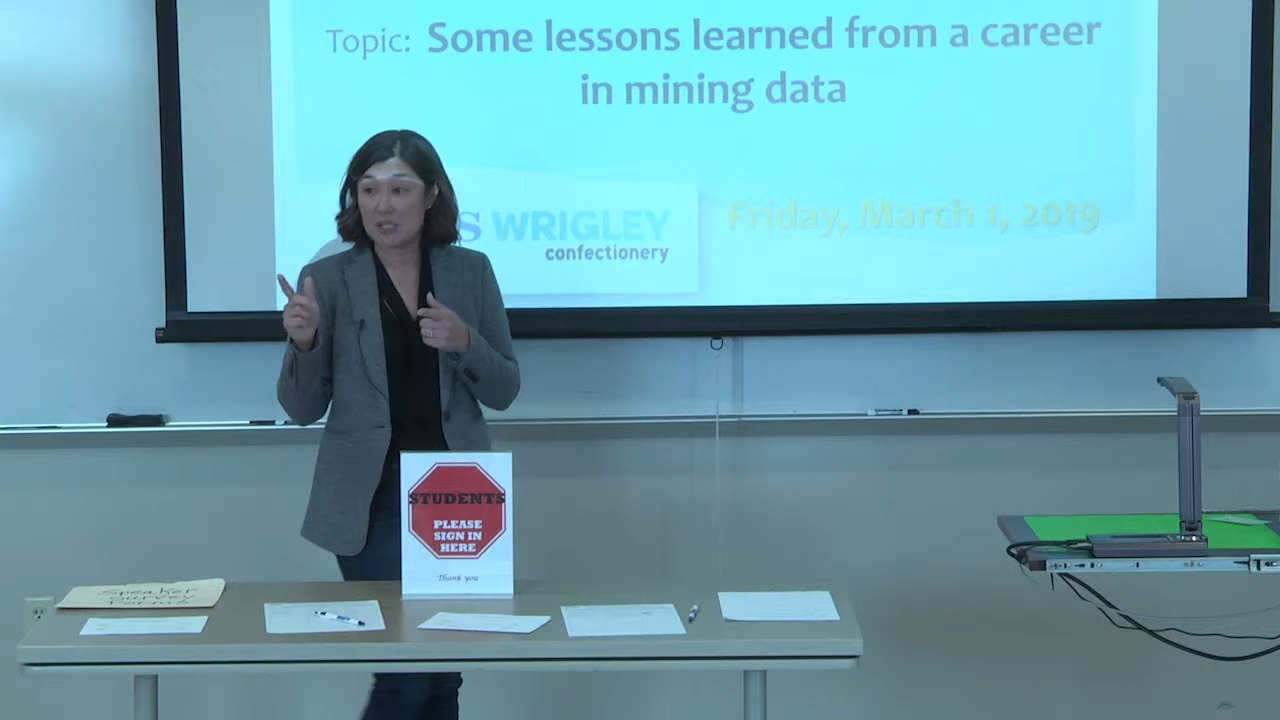 Topic: Some lessons learned from a career
in mining data
S WRIGLEY
confectionery
Friday, March 1, 2019
STUDENTS
PLEASE
SIGN IN
HERE
Thank you
Speaker
Survey
Forms